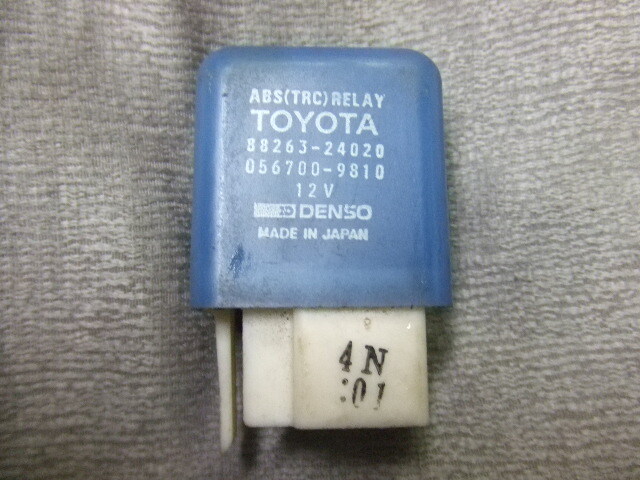 ABS(TRC)RELAY
TOYOTA
88263-24020
056700-9810
12V
DENSO
MADE IN JAPAN
4N
:01